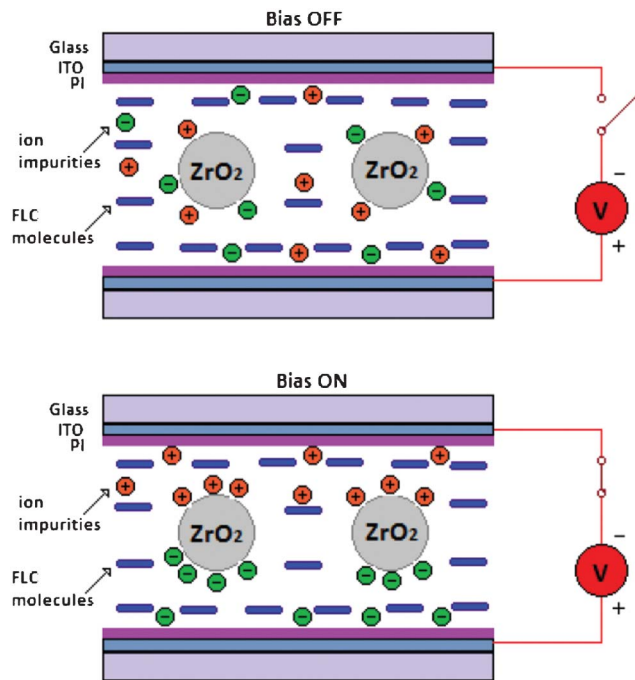 Bias OFF
Glass
ITO
PI
ion
impurities
FLC
molecules
ZrO2
ZrO2
−
V
+
Bias ON
Glass
ITO
PI
ion
impurities
FLC
molecules
ZrO2
ZrO2
−
V
+